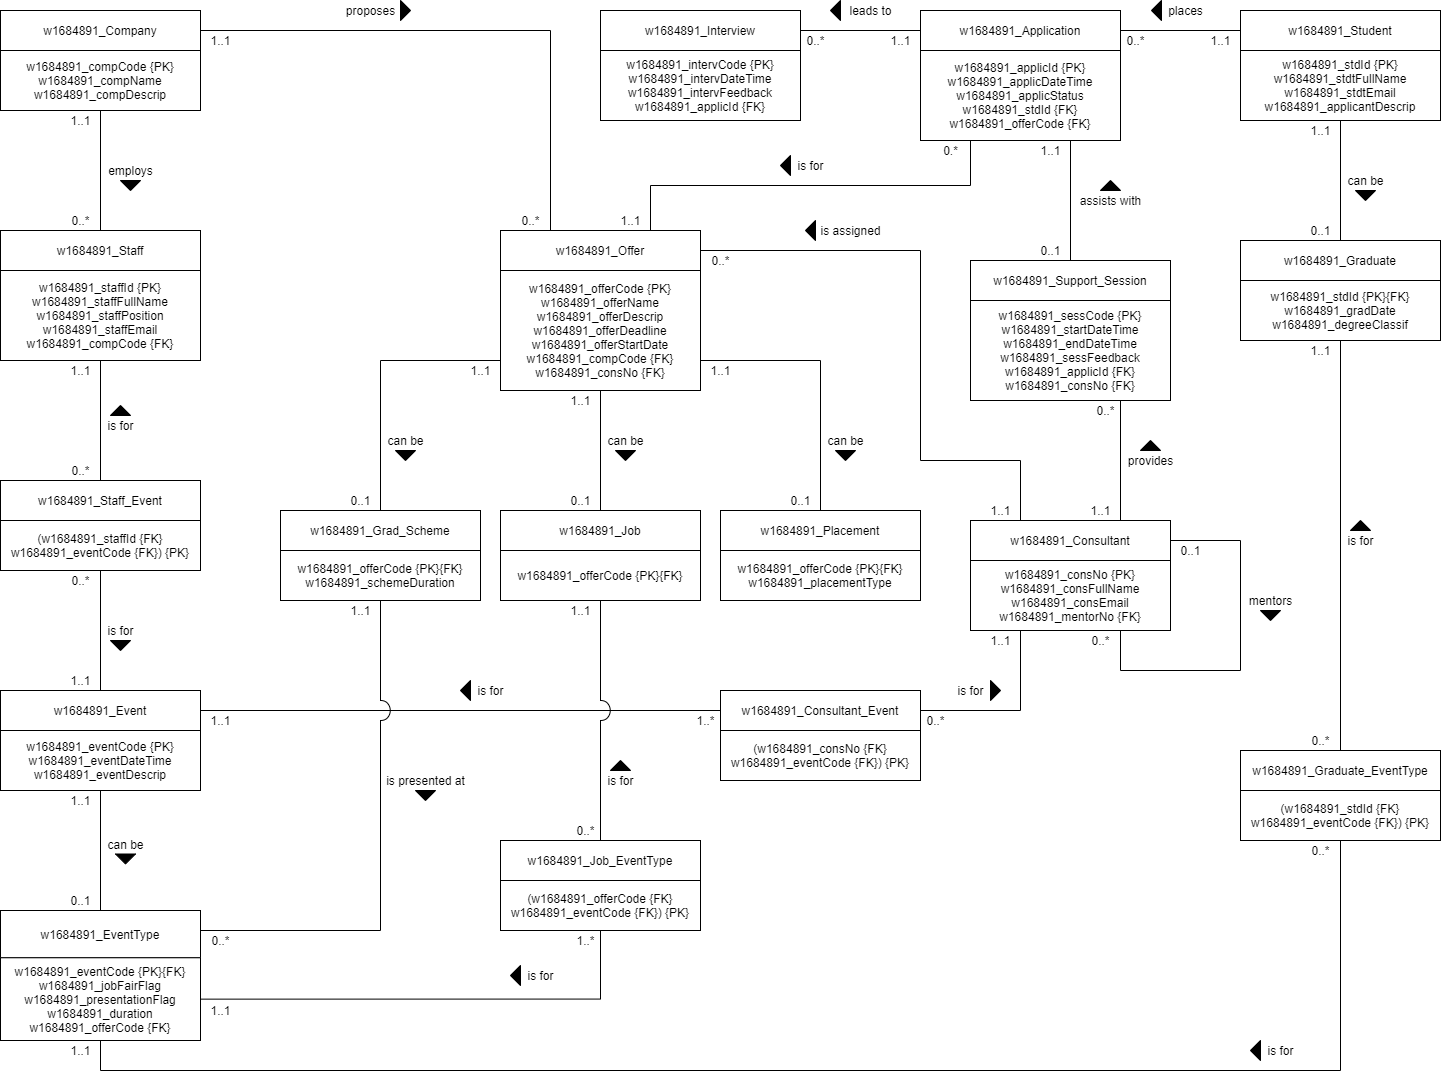 proposes
leads to
places
w1684891_Company
w1684891_compCode {PK}
w1684891_compName
w1684891_compDescrip
1..1
1..1
w1684891_Interview
w1684891_intervCode {PK}
w1684891_intervDateTime
w1684891_intervFeedback
w1684891_applicId {FK}
0..*
1..1
w1684891_Application
w1684891_applicId {PK}
w1684891_applicDateTime
w1684891_applicStatus
w1684891_stdId {FK}
w1684891_offerCode {FK}
0..*
1..1
w1684891_Student
w1684891_stdId {PK}
w1684891_stdtFullName
w1684891_stdtEmail
w1684891_applicantDescrip
0.*
1..1
1..1
employs
is for
can be
assists with
0..*
0..*
1..1
is assigned
0..*
0..1
0..1
w1684891_Staff
w1684891_staffId {PK}
w1684891_staffFullName
w1684891_staffPosition
w1684891_staffEmail
w1684891_compCode {FK}
w1684891_Offer
w1684891_offerCode {PK}
w1684891_offerName
w1684891_offerDescrip
w1684891_offerDeadline
w1684891_offerStartDate
w1684891_compCode {FK}
w1684891_consNo {FK}
w1684891_Support_Session
w1684891_sessCode {PK}
w1684891_startDateTime
w1684891_endDateTime
w1684891_sessFeedback
w1684891_applicId {FK}
w1684891_consNo {FK}
w1684891_Graduate
w1684891_stdId {PK}{FK}
w1684891_gradDate
w1684891_degreeClassif
1..1
1..1
1..1
1..1
1..1
0..*
is for
can be
can be
can be
provides
0..*
0..1
0..1
0..1
1..1
1..1
w1684891_Staff_Event
(w1684891_staffId {FK}
w1684891_eventCode {FK}) {PK}
w1684891_Grad_Scheme
w1684891_offerCode {PK}{FK}
w1684891_schemeDuration
w1684891_Job
w1684891_offerCode {PK}{FK}
w1684891_Placement
w1684891_offerCode {PK}{FK}
w1684891_placementType
w1684891_Consultant
w1684891_consNo {PK}
w1684891_consFullName
w1684891_consEmail
w1684891_mentorNo {FK}
0..1
is for
0..*
1..1
1..1
mentors
is for
1..1
0..*
1..1
is for
is for
w1684891_Event
w1684891_eventCode {PK}
w1684891_eventDateTime
w1684891_eventDescrip
1..1
1..*
w1684891_Consultant_Event
(w1684891_consNo {FK}
w1684891_eventCode {FK}) {PK}
0..*
0..*
is presented at
is for
w1684891_Graduate_EventType
(w1684891_stdId {FK}
w1684891_eventCode {FK}) {PK}
1..1
can be
0..*
0..*
0..1
w1684891_Job_EventType
(w1684891_offerCode {FK}
w1684891_eventCode {FK}) {PK}
w1684891_EventType
w1684891_eventCode {PK}{FK}
w1684891_jobFairFlag
w1684891_presentationFlag
w1684891_duration
w1684891_offerCode {FK}
0..*
1..*
is for
1..1
1..1
is for